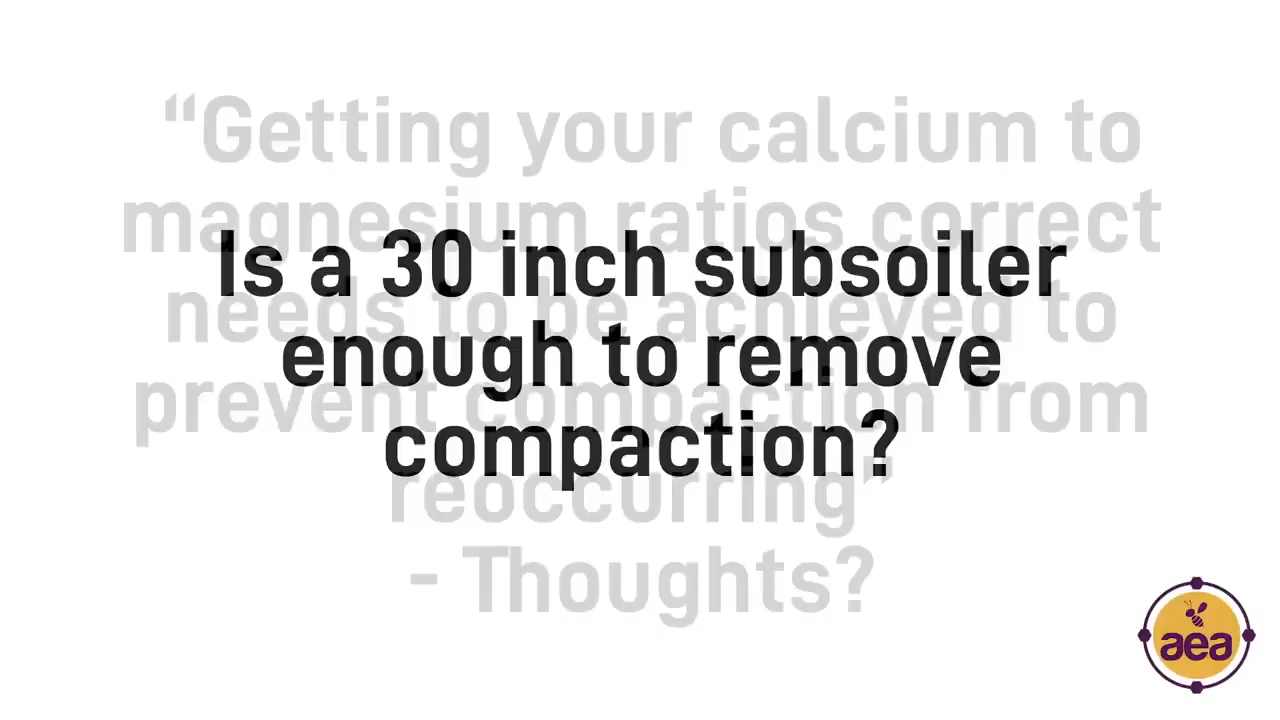 “Getting your calcium to
magnesium ratios correct
needs to be achieved to
prevent compaction from
reoccurring”
- Thoughts?
Is a 30 inch subsoiler
enough to remove
compaction?
aea